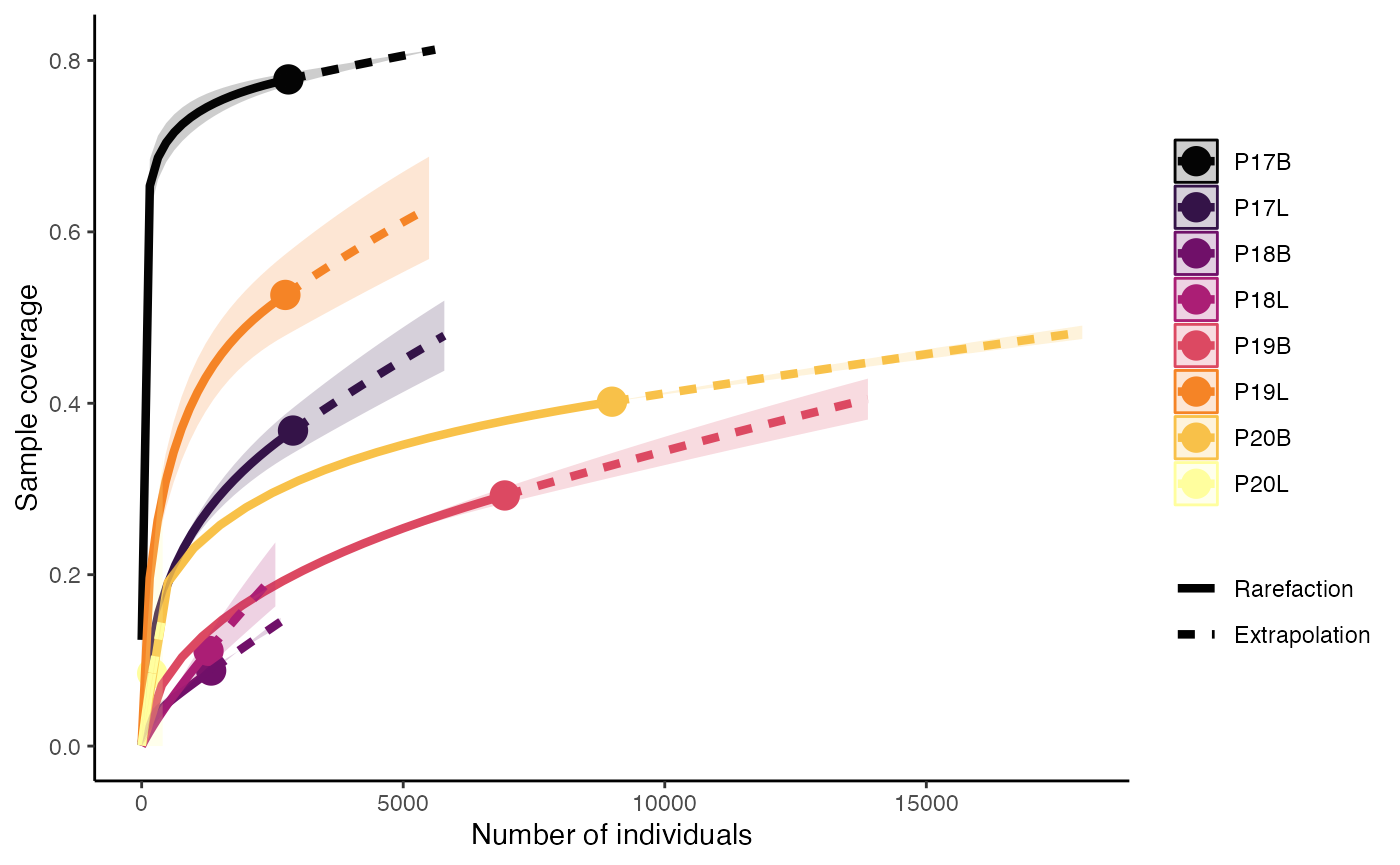 Sample coverage
0.8
0.6
0.4
0.2
0.0
0
5000
10000
15000
Number of individuals
P17B
P17L
P18B
P18L
P19B
P19L
P20B
P20L
Rarefaction
Extrapolation